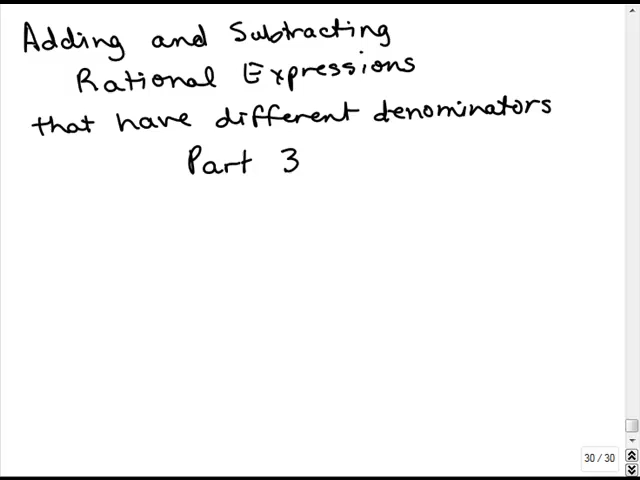 Adding and Subtracting
Rational Expressions
that have different denominators
Part 3
30 / 30